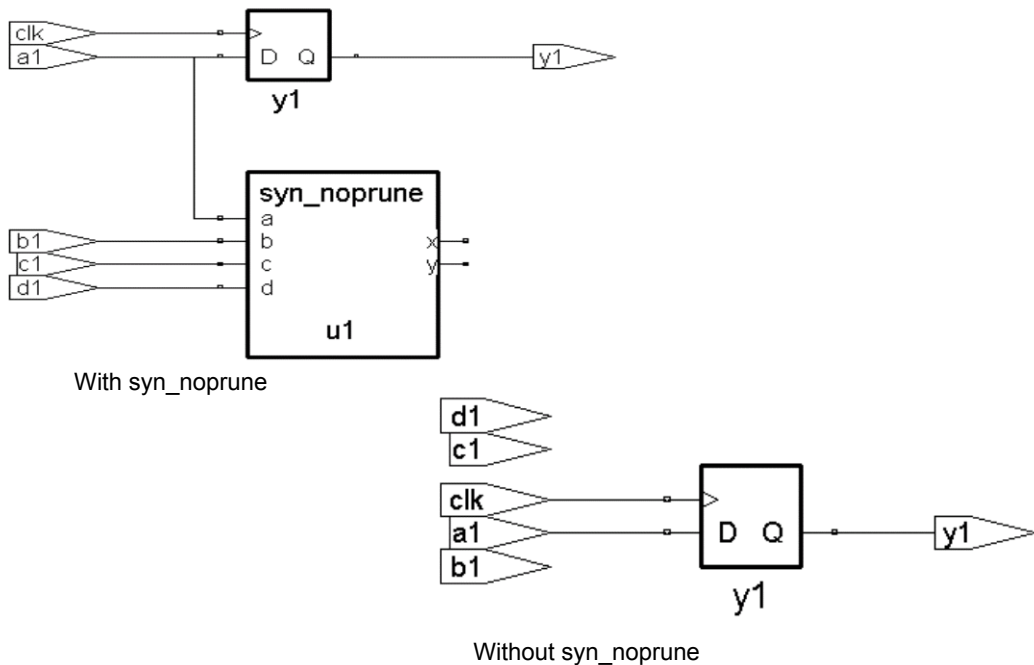 clk
a1
D Q
y1
y1
syn_noprune
a
b1
b
x
c1
c
y
d1
d
u1
With syn_noprune
d1
c1
clk
a1
D Q
y1
b1
y1
Without syn_noprune